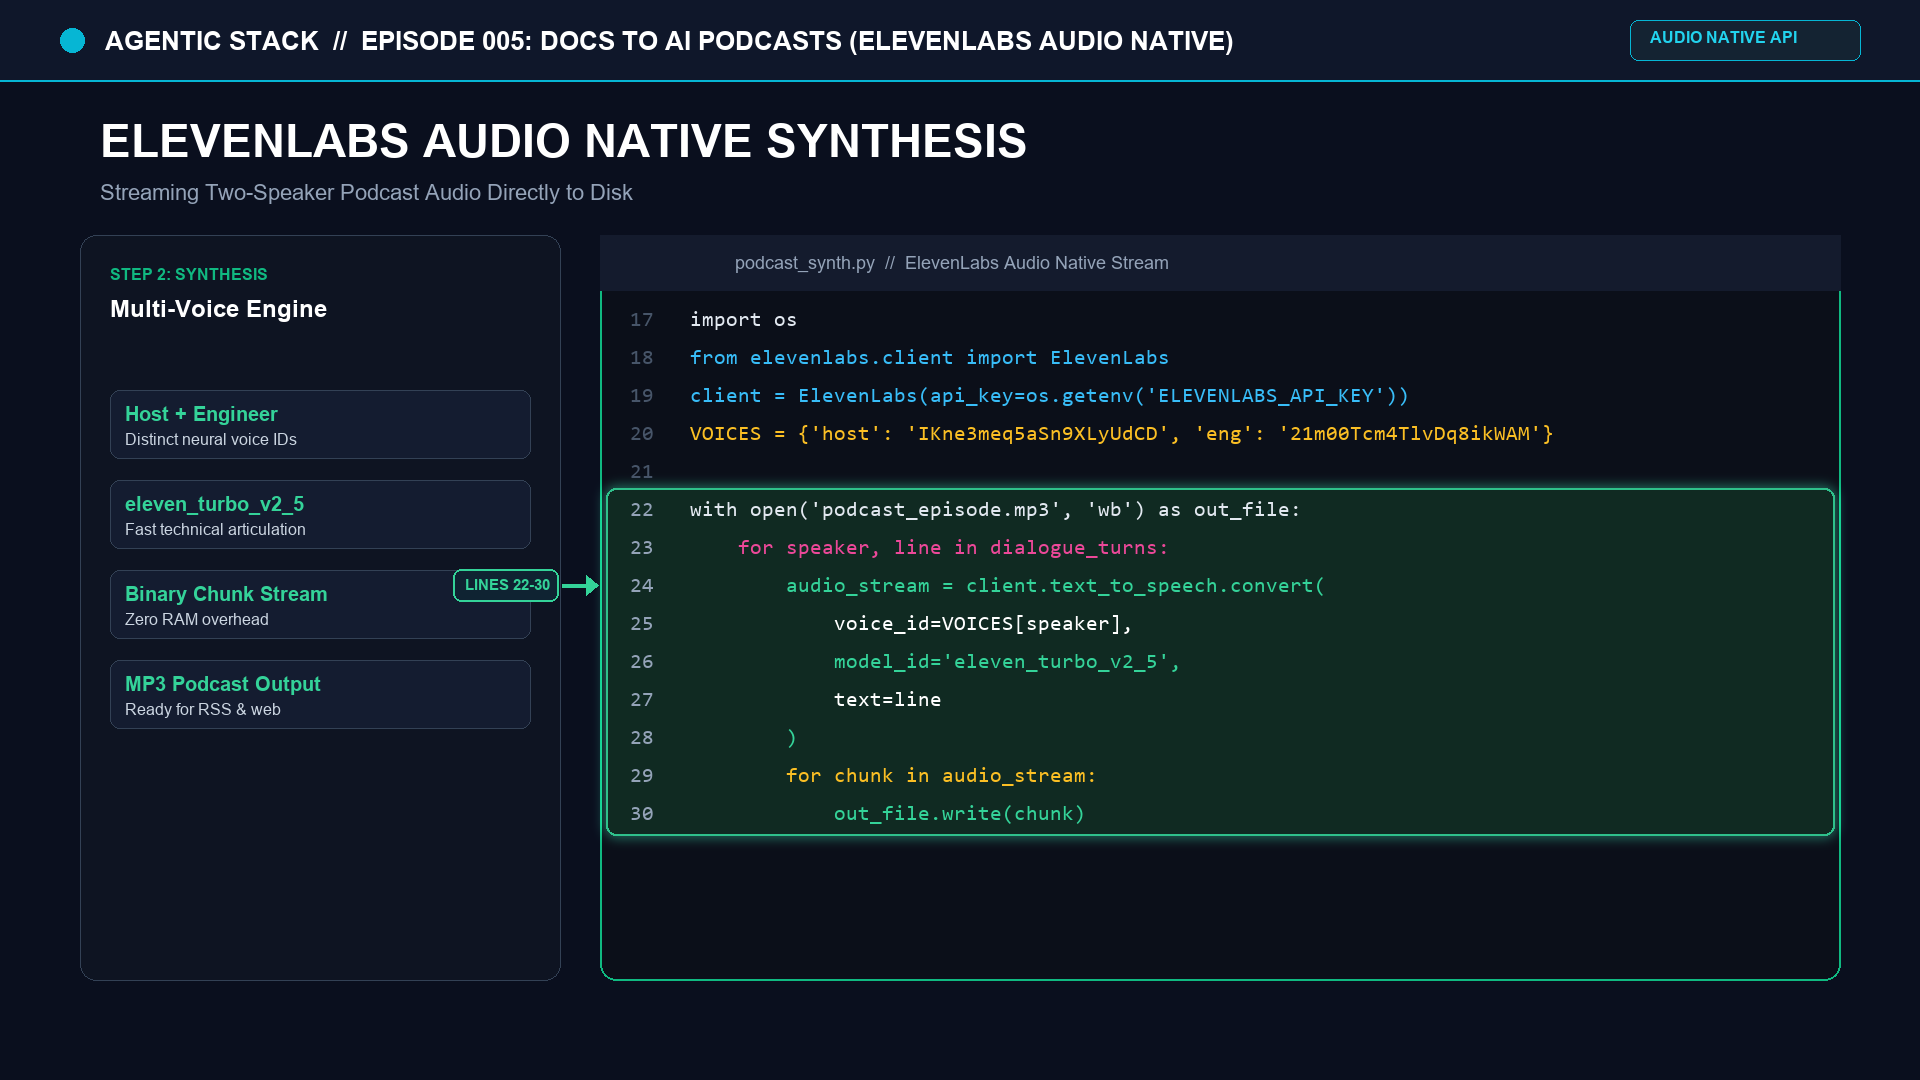 AGENTIC STACK // EPISODE 005: DOCS TO AI PODCASTS (ELEVENLABS AUDIO NATIVE)
AUDIO NATIVE API
ELEVENLABS AUDIO NATIVE SYNTHESIS
Streaming Two-Speaker Podcast Audio Directly to Disk
STEP 2: SYNTHESIS
Multi-Voice Engine
Host + Engineer
Distinct neural voice IDs
eleven_turbo_v2_5
Fast technical articulation
Binary Chunk Stream
Zero RAM overhead
LINES 22-30
MP3 Podcast Output
Ready for RSS & web
podcast_synth.py // ElevenLabs Audio Native Stream
17 import os
18 from elevenlabs.client import ElevenLabs
19 client = ElevenLabs(api_key=os.getenv('ELEVENLABS_API_KEY'))
20 VOICES = {'host': 'IKne3meq5aSn9XLyUdCD', 'eng': '21m00Tcm4TlvDq8ikWAM'}
21
22 with open('podcast_episode.mp3', 'wb') as out_file:
23     for speaker, line in dialogue_turns:
24         audio_stream = client.text_to_speech.convert(
25             voice_id=VOICES[speaker],
26             model_id='eleven_turbo_v2_5',
27             text=line
28         )
29         for chunk in audio_stream:
30             out_file.write(chunk)